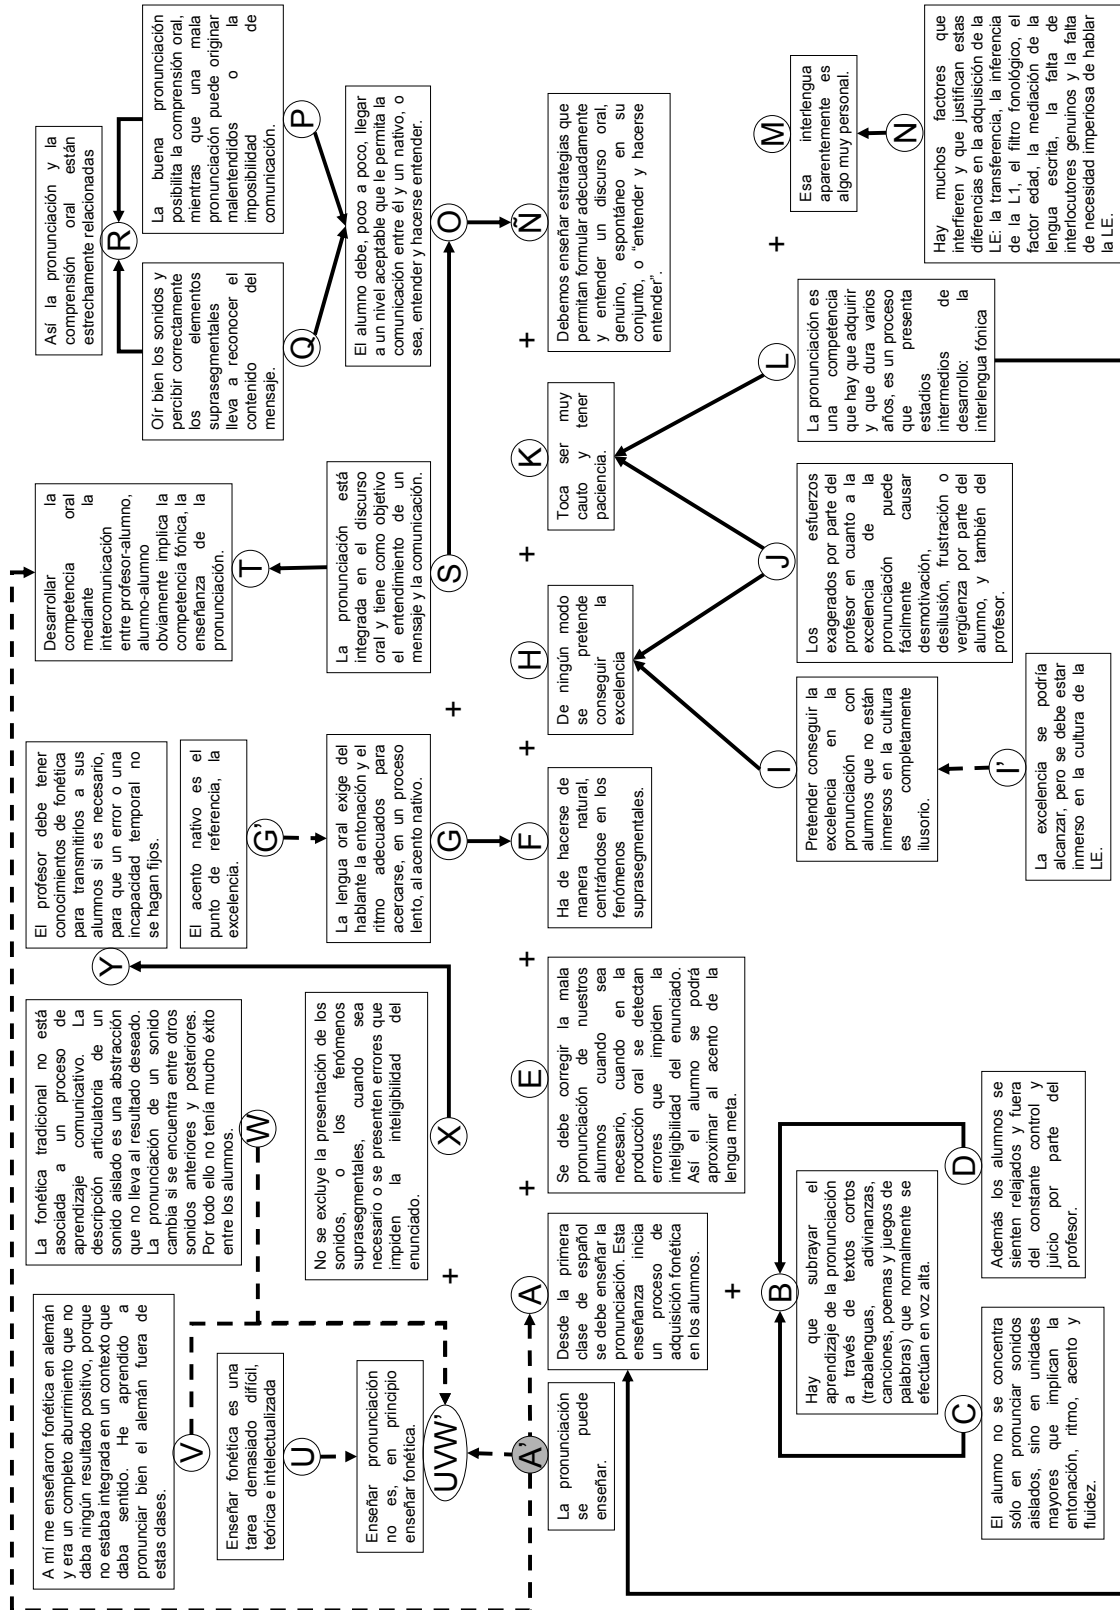 A mí me enseñaron fonética en alemán
y era un completo aburrimiento que no
daba ningún resultado positivo, porque
no estaba integrada en un contexto que
daba sentido. He aprendido a
pronunciar bien el alemán fuera de
estas clases.
V
La fonética tradicional no está
asociada a un proceso de
aprendizaje comunicativo. La
descripción articulatoria de un
sonido aislado es una abstracción
que no lleva al resultado deseado.
La pronunciación de un sonido
cambia si se encuentra entre otros
sonidos anteriores y posteriores.
Por todo ello no tenía mucho éxito
entre los alumnos.
W
El profesor debe tener
conocimientos de fonética
para transmitirlos a sus
alumnos si es necesario,
para que un error o una
incapacidad temporal no
se hagan fijos.
Y
Desarrollar la
competencia oral
mediante la
intercomunicación
entre profesor-alumno,
alumno-alumno
obviamente implica la
competencia fónica, la
enseñanza de la
pronunciación.
T
Así la pronunciación y la
comprensión oral están
estrechamente relacionadas
R
Enseñar fonética es una
tarea demasiado difícil,
teórica e intelectualizada
U
El acento nativo es el
punto de referencia, la
excelencia.
G'
Oír bien los sonidos y
percibir correctamente
los elementos
suprasegmentales
lleva a reconocer el
contenido del
mensaje.
Q
La buena pronunciación
posibilita la comprensión oral,
mientras que una mala
pronunciación puede originar
malentendidos o la
imposibilidad de
comunicación.
P
Enseñar pronunciación
no es, en principio
enseñar fonética.
UVW'
No se excluye la presentación de los
sonidos, o los fenómenos
suprasegmentales, cuando sea
necesario o se presenten errores que
impiden la inteligibilidad del
enunciado.
X
La lengua oral exige del
hablante la entonación y el
ritmo adecuados para
acercarse, en un proceso
lento, al acento nativo.
G
La pronunciación está
integrada en el discurso
oral y tiene como objetivo
el entendimiento de un
mensaje y la comunicación.
S
El alumno debe, poco a poco, llegar
a un nivel aceptable que le permita la
comunicación entre él y un nativo, o
sea, entender y hacerse entender.
O
+
+
A'
La pronunciación
se puede
enseñar.
A
Desde la primera
clase de español
se debe enseñar la
pronunciación. Esta
enseñanza inicia
un proceso de
adquisición fonética
en los alumnos.
+
E
Se debe corregir la mala
pronunciación de nuestros
alumnos cuando sea
necesario, cuando en la
producción oral se detectan
errores que impiden la
inteligibilidad del enunciado.
Así el alumno se podrá
aproximar al acento de la
lengua meta.
+
F
Ha de hacerse de
manera natural,
centrándose en los
fenómenos
suprasegmentales.
+
H
De ningún modo
se pretende
conseguir la
excelencia
+
K
Toca ser muy
cauto y tener
paciencia.
+
Ñ
Debemos enseñar estrategias que
permitan formular adecuadamente
y entender un discurso oral,
genuino, espontáneo en su
conjunto, o “entender y hacerse
entender”.
+
+
B
Hay que subrayar el
aprendizaje de la pronunciación
a través de textos cortos
(trabalenguas, adivinanzas,
canciones, poemas y juegos de
palabras) que normalmente se
efectúan en voz alta.
I
Pretender conseguir la
excelencia en la
pronunciación con
alumnos que no están
inmersos en la cultura
es completamente
ilusorio.
J
Los esfuerzos
exagerados por parte del
profesor en cuanto a la
excelencia de la
pronunciación puede
fácilmente causar
desmotivación,
desilusión, frustración o
vergüenza por parte del
alumno, y también del
profesor.
L
La pronunciación es
una competencia
que hay que adquirir
y que dura varios
años, es un proceso
que presenta
estadios
intermedios de
desarrollo: la
interlengua fónica
M
Esa interlengua
aparentemente es
algo muy personal.
C
El alumno no se concentra
sólo en pronunciar sonidos
aislados, sino en unidades
mayores que implican la
entonación, ritmo, acento y
fluidez.
D
Además los alumnos se
sienten relajados y fuera
del constante control y
juicio por parte del
profesor.
I'
La excelencia se podría
alcanzar, pero se debe estar
inmerso en la cultura de la
LE.
N
Hay muchos factores que
interfieren y que justifican estas
diferencias en la adquisición de la
LE: la transferencia, la inferencia
de la L1, el filtro fonológico, el
factor edad, la mediación de la
lengua escrita, la falta de
interlocutores genuinos y la falta
de necesidad imperiosa de hablar
la LE.